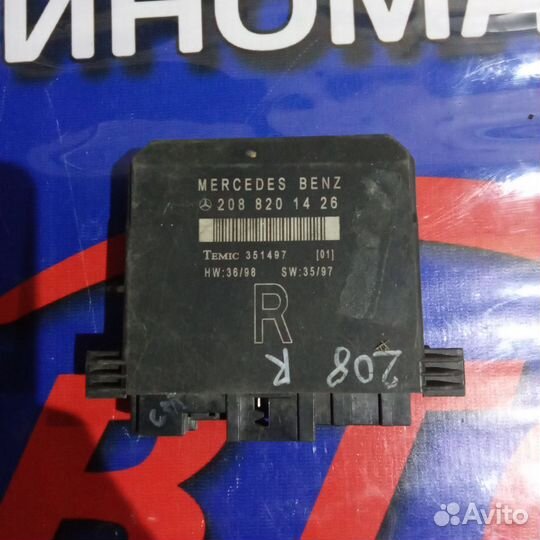 ИНОМА
MERCEDES BENZ
208 820 14 26
TEMIC 351497 [01]
HW:36/98 SW:35/97
R
R 208
Avito